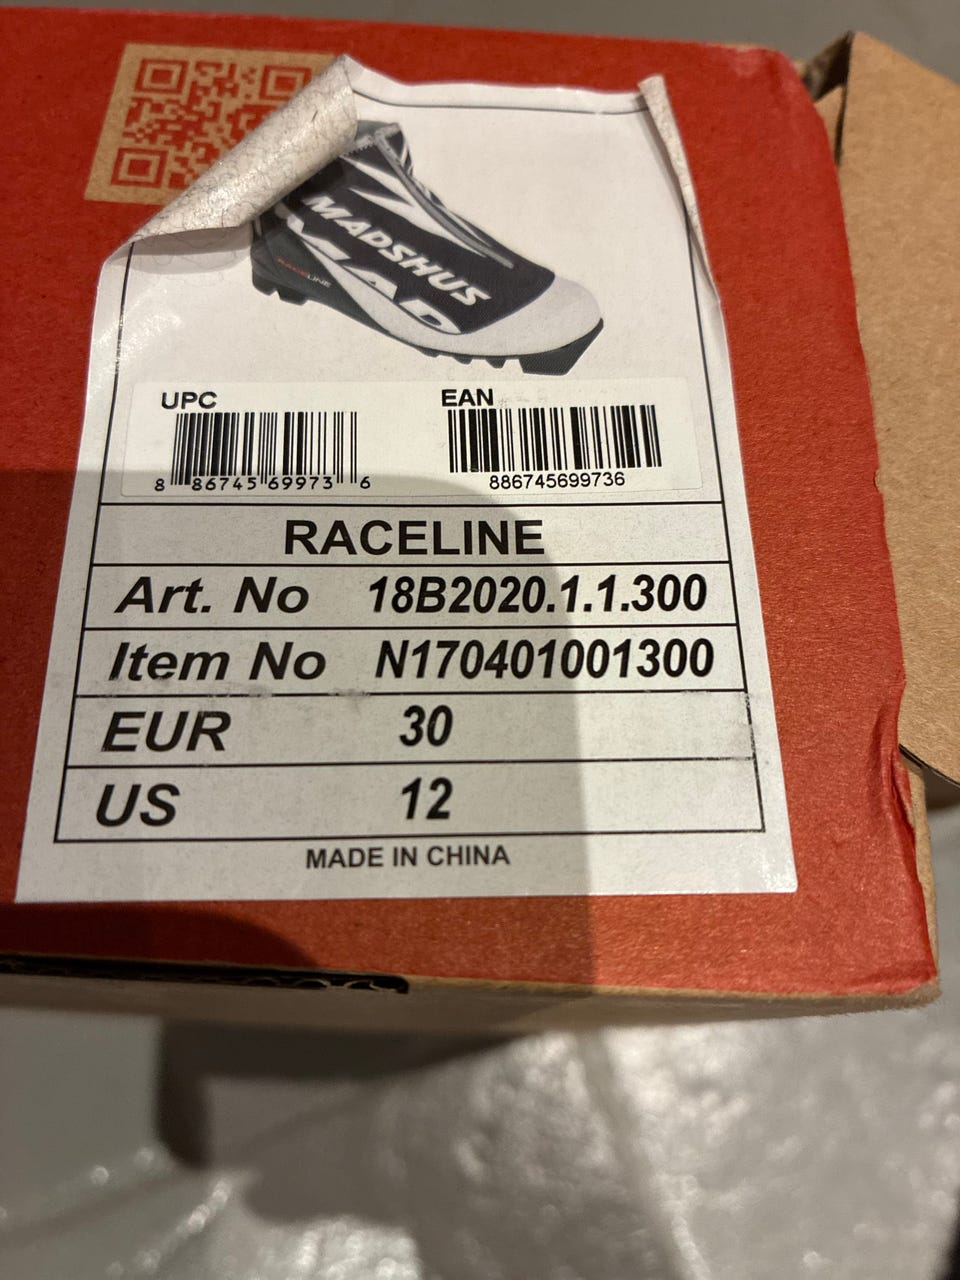 MADSHUS
MAD
RACELINE
UPC
EAN
8 86745 69973 6
886745699736
RACELINE
Art. No 18B2020.1.1.300
Item No N170401001300
EUR 30
US 12
MADE IN CHINA